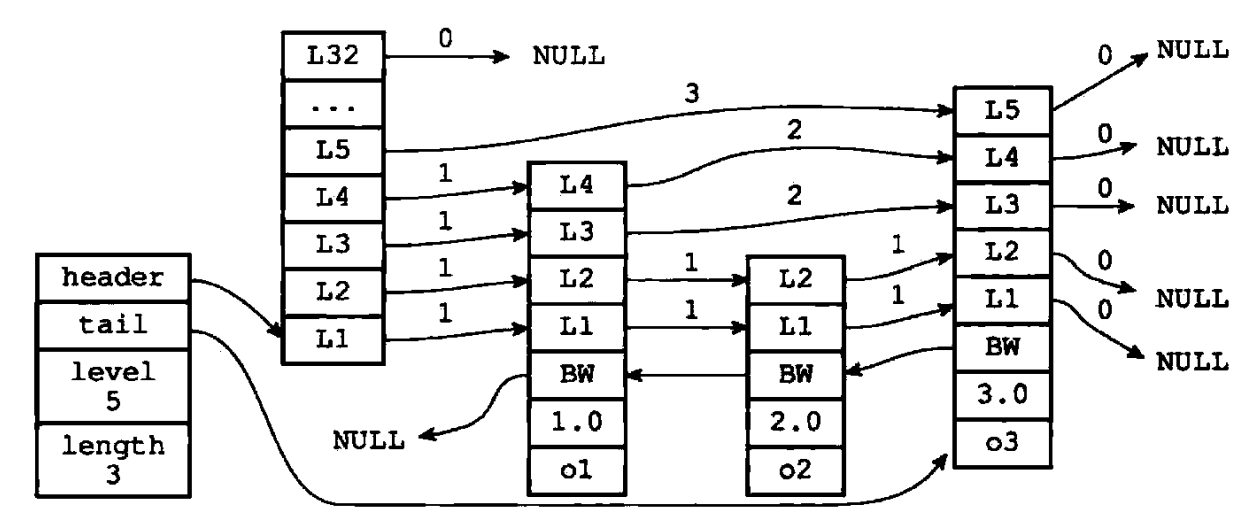 header
tail
level
5
length
3
L32
...
L5
L4
L3
L2
L1
0
NULL
3
1
1
1
1
L4
L3
L2
L1
BW
1.0
o1
NULL
2
2
1
1
L2
L1
BW
2.0
o2
1
1
L5
L4
L3
L2
L1
BW
3.0
o3
0
NULL
0
NULL
0
NULL
0
NULL
0
NULL